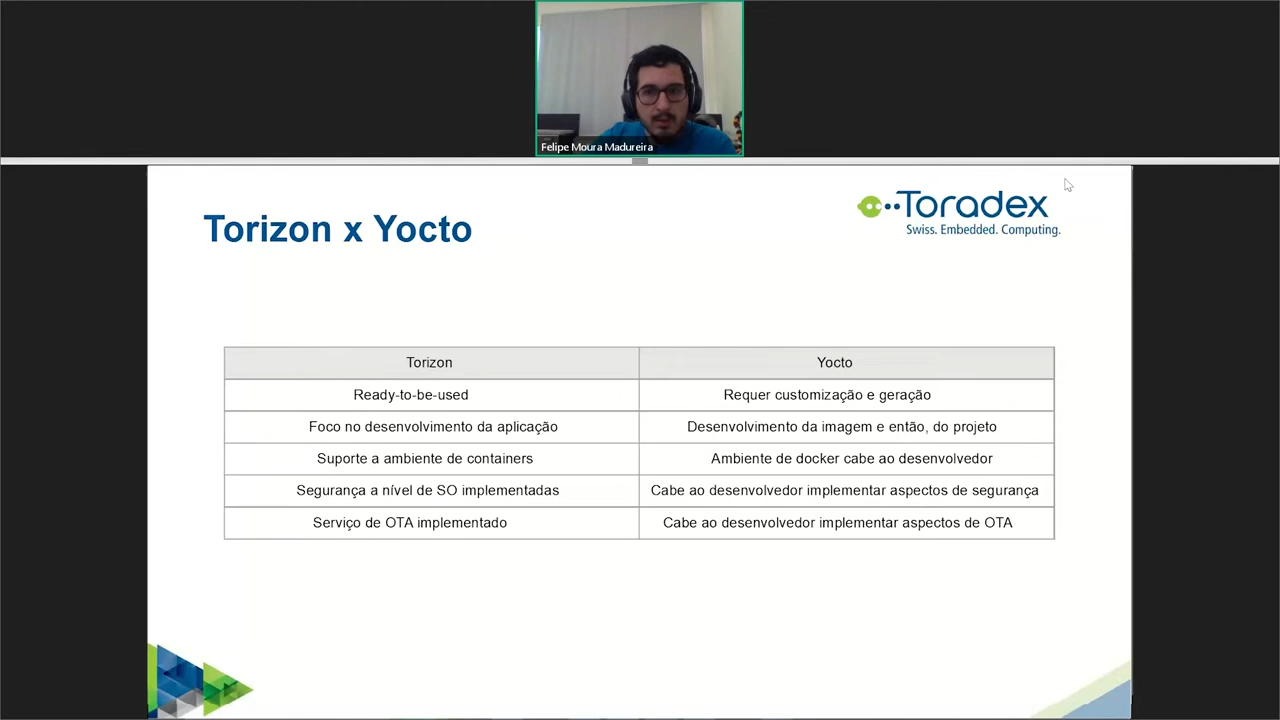 Felipe Moura Madureira
Torizon x Yocto
Toradex
Swiss. Embedded. Computing.
Torizon Yocto
Ready-to-be-used Requer customização e geração
Foco no desenvolvimento da aplicação Desenvolvimento da imagem e então, do projeto
Suporte a ambiente de containers Ambiente de docker cabe ao desenvolvedor
Segurança a nível de SO implementadas Cabe ao desenvolvedor implementar aspectos de segurança
Serviço de OTA implementado Cabe ao desenvolvedor implementar aspectos de OTA